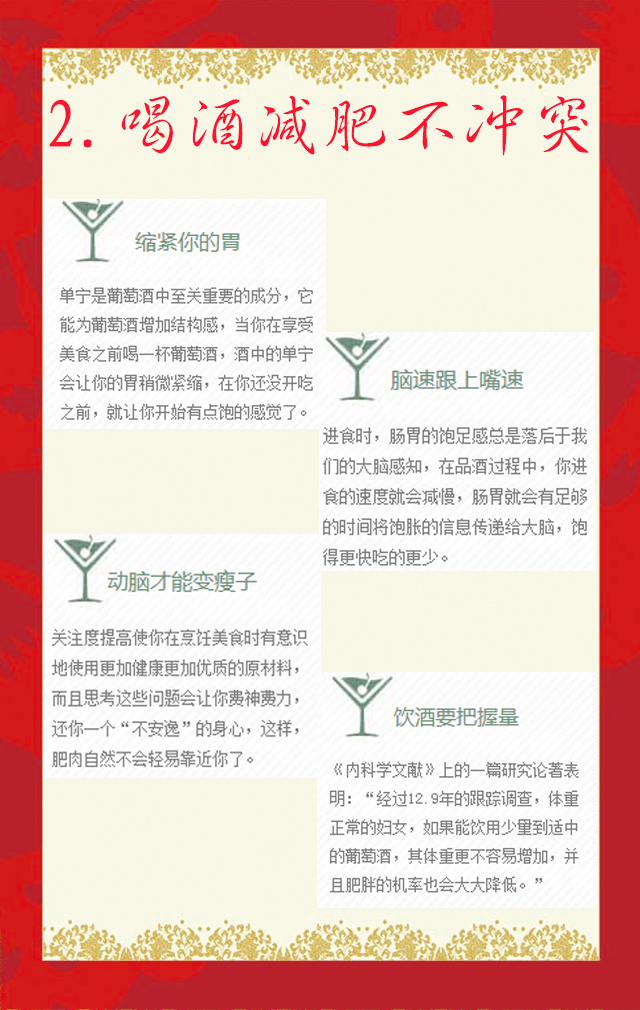 2.喝酒减肥不冲突
缩紧你的胃
单宁是葡萄酒中至关重要的成分，它
能为葡萄酒增加结构感，当你在享受
美食之前喝一杯葡萄酒，酒中的单宁
会让你的胃稍微紧缩，在你还没开吃
之前，就让你开始有点饱的感觉了。
脑速跟上嘴速
进食时，肠胃的饱足感总是落后于我
们的大脑感知，在品酒过程中，你进
食的速度就会减慢，肠胃就会有足够
的时间将饱胀的信息传递给大脑，饱
得更快吃的更少。
动脑才能变瘦子
关注度提高使你在烹饪美食时有意识
地使用更加健康更加优质的原材料，
而且思考这些问题会让你费神费力，
还你一个“不安逸”的身心，这样，
肥肉自然不会轻易靠近你了。
饮酒要把握量
《内科学文献》上的一篇研究论著表
明：“经过12.9年的跟踪调查，体重
正常的妇女，如果能饮用少量到适中
的葡萄酒，其体重更不容易增加，并
且肥胖的机率也会大大降低。”